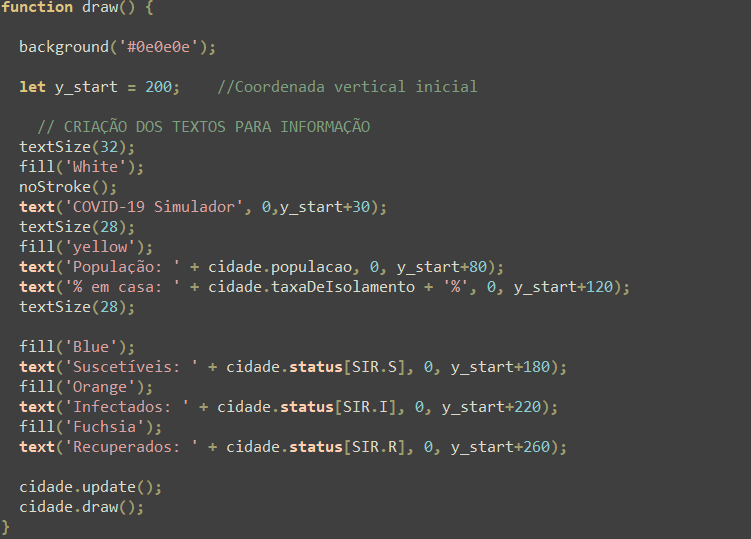 function draw() {
background('#0e0e0e');
let y_start = 200;    //Coordenada vertical inicial
// CRIAÇÃO DOS TEXTOS PARA INFORMAÇÃO
textSize(32);
fill('White');
noStroke();
text('COVID-19 Simulador', 0,y_start+30);
textSize(28);
fill('yellow');
text('População: ' + cidade.populacao, 0, y_start+80);
text('% em casa: ' + cidade.taxaDeIsolamento + '%', 0, y_start+120);
textSize(28);
fill('Blue');
text('Suscetíveis: ' + cidade.status[SIR.S], 0, y_start+180);
fill('Orange');
text('Infectados: ' + cidade.status[SIR.I], 0, y_start+220);
fill('Fuchsia');
text('Recuperados: ' + cidade.status[SIR.R], 0, y_start+260);
cidade.update();
cidade.draw();
}